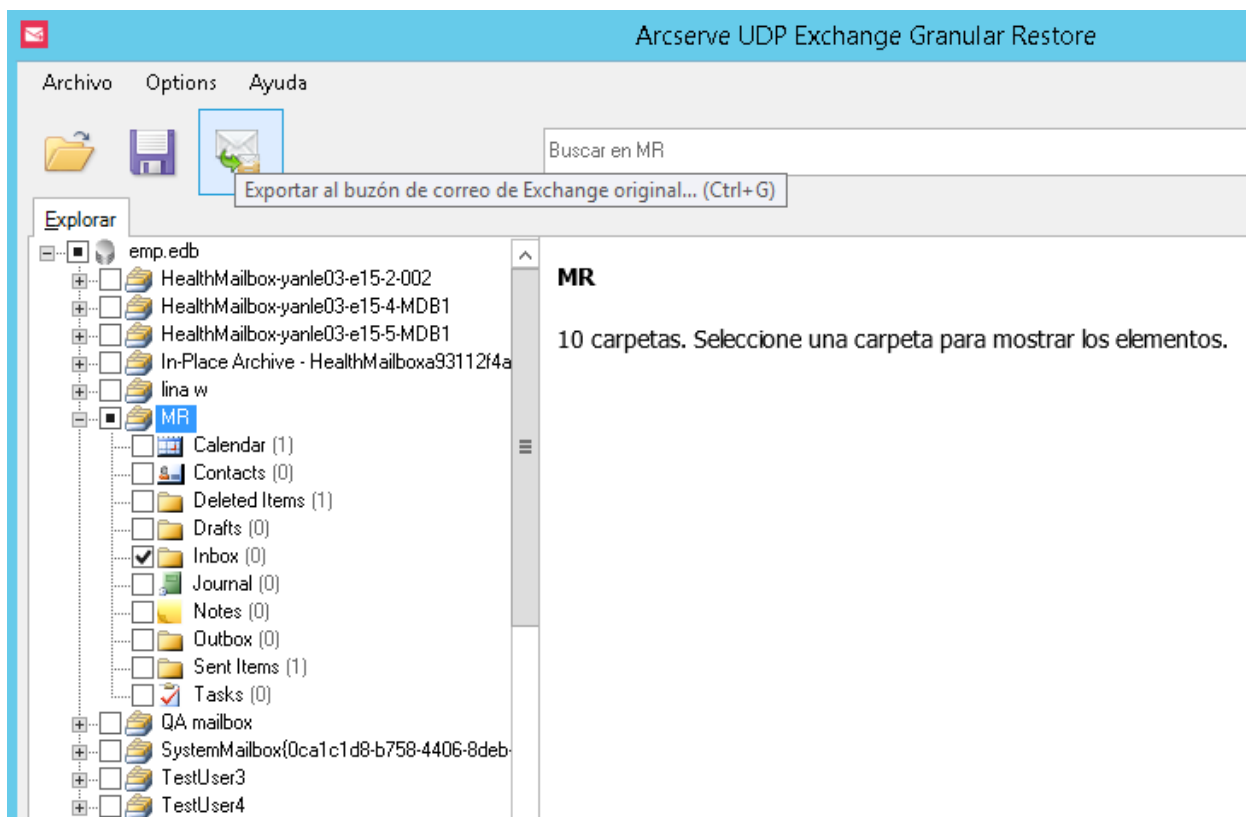 Arcserve UDP Exchange Granular Restore
Archivo Options Ayuda
Buscar en MR
Exportar al buzón de correo de Exchange original... (Ctrl+G)
Explorar
emp.edb
HealthMailbox-yanle03-e15-2-002
HealthMailbox-yanle03-e15-4-MDB1
HealthMailbox-yanle03-e15-5-MDB1
In-Place Archive - HealthMailboxa93112f4a
lina w
MR
Calendar (1)
Contacts (0)
Deleted Items (1)
Drafts (0)
Inbox (0)
Journal (0)
Notes (0)
Outbox (0)
Sent Items (1)
Tasks (0)
QA mailbox
SystemMailbox{0ca1c1d8-b758-4406-8deb-
TestUser3
TestUser4
MR
10 carpetas. Seleccione una carpeta para mostrar los elementos.